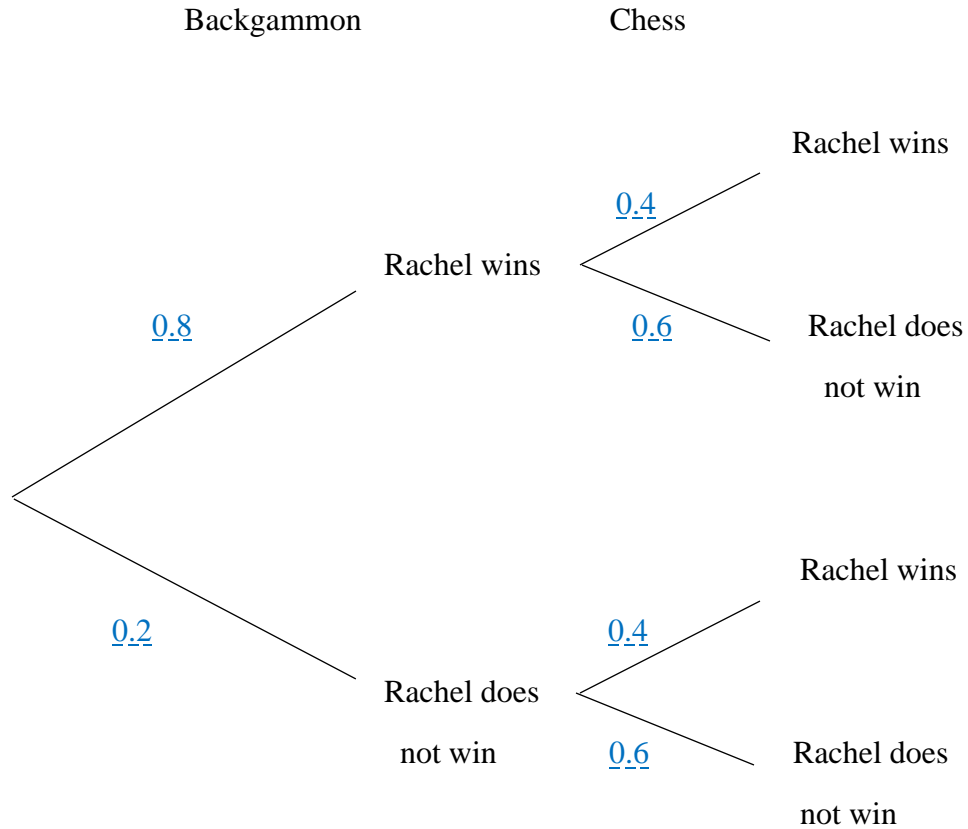 Backgammon Chess
Rachel wins
0.4
Rachel wins
0.8
0.6
Rachel does
not win
Rachel wins
0.2
0.4
Rachel does
not win
0.6
Rachel does
not win